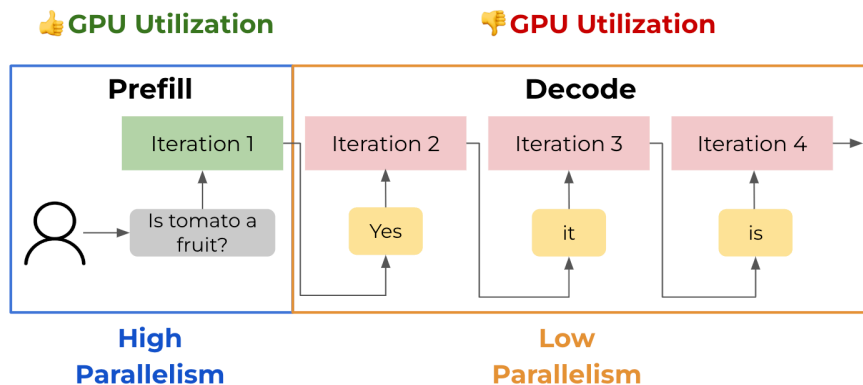 👍GPU Utilization
👎GPU Utilization
Prefill
Decode
Iteration 1
Iteration 2
Iteration 3
Iteration 4
Is tomato a
fruit?
Yes
it
is
High
Parallelism
Low
Parallelism